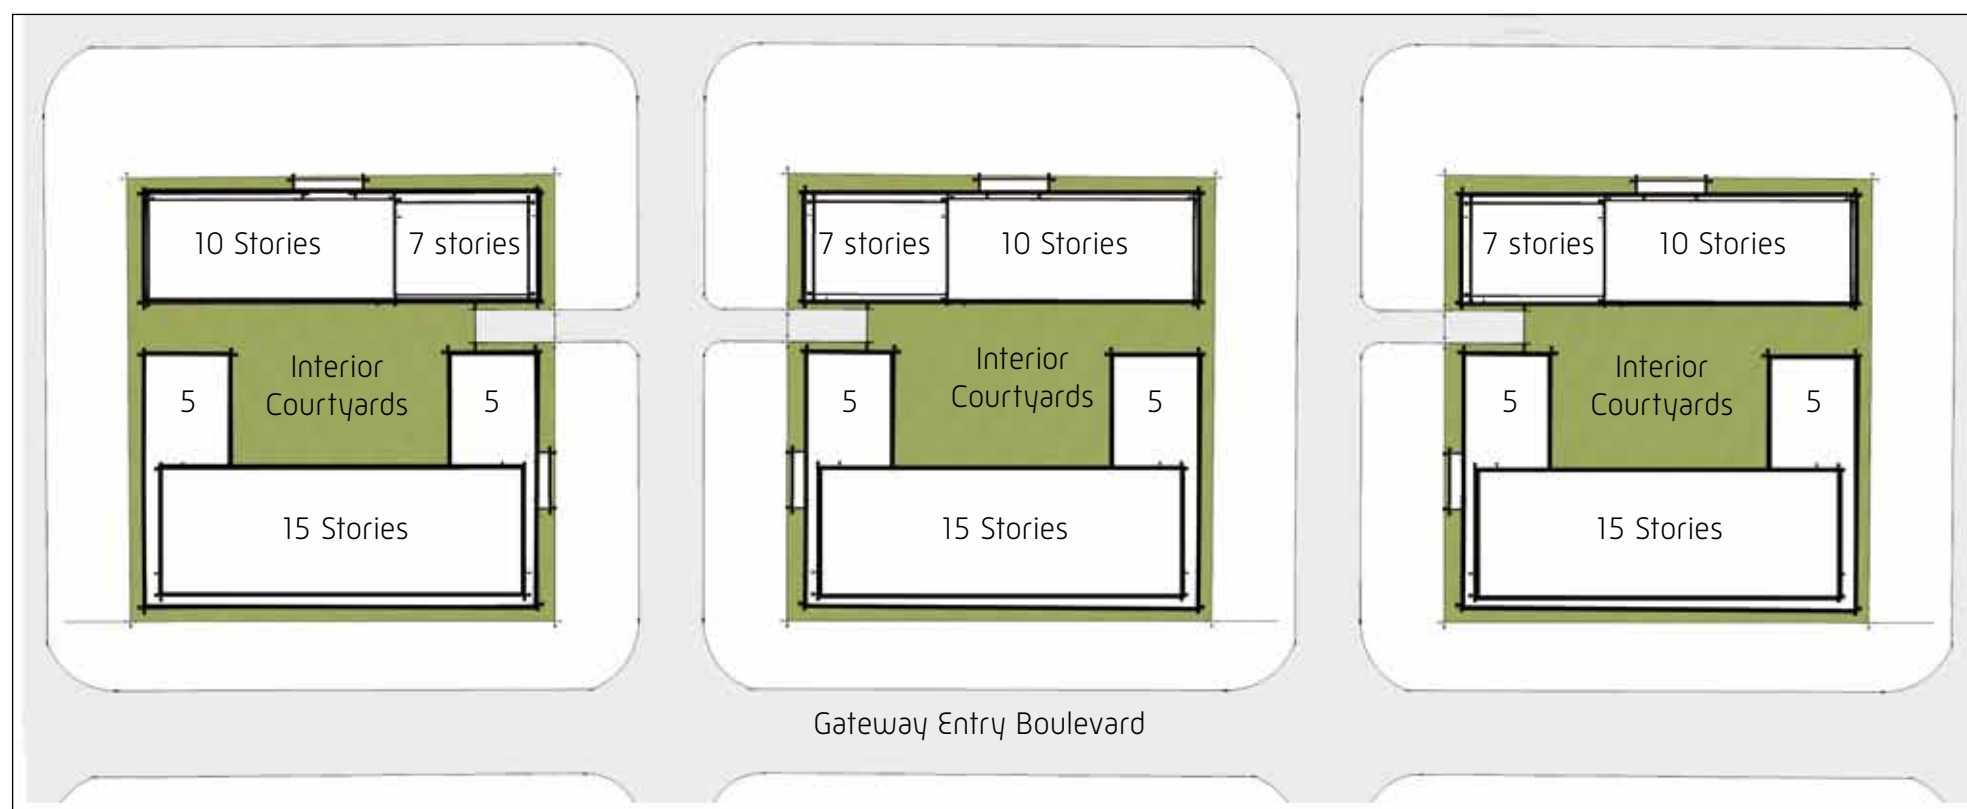 10 Stories
7 stories
7 stories
10 Stories
7 stories
10 Stories
5
Interior
Courtyards
5
5
Interior
Courtyards
5
5
Interior
Courtyards
5
15 Stories
15 Stories
15 Stories
Gateway Entry Boulevard